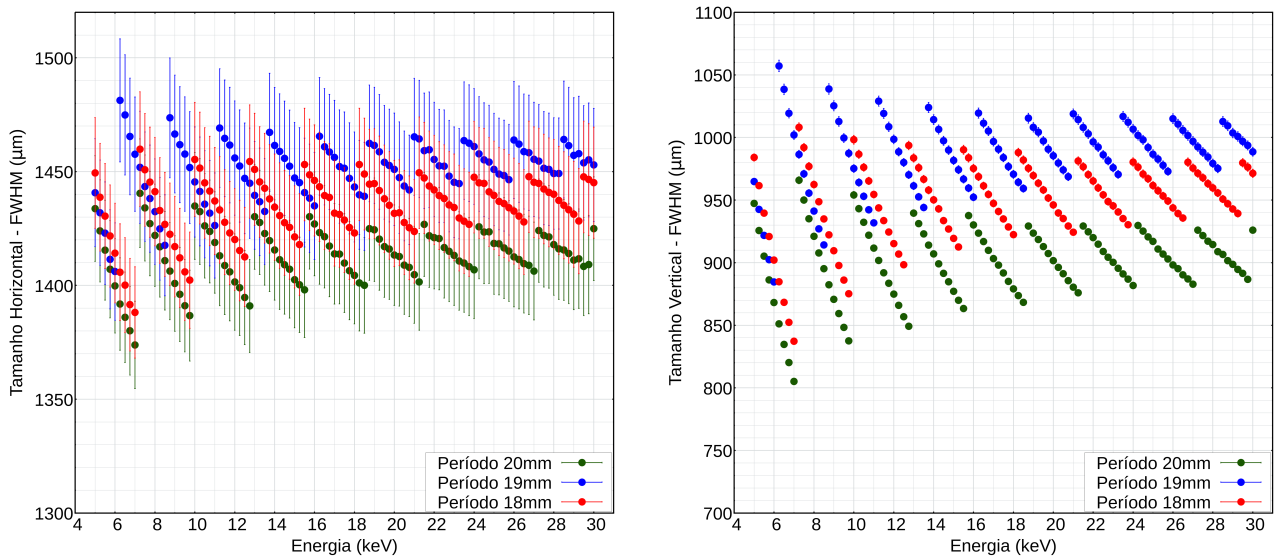 Tamanho Horizontal - FWHM (µm)
1500
1450
1400
1350
1300
4 6 8 10 12 14 16 18 20 22 24 26 28 30
Energia (keV)
Período 20mm
Período 19mm
Período 18mm
Tamanho Vertical - FWHM (µm)
1100
1050
1000
950
900
850
800
750
700
4 6 8 10 12 14 16 18 20 22 24 26 28 30
Energia (keV)
Período 20mm
Período 19mm
Período 18mm